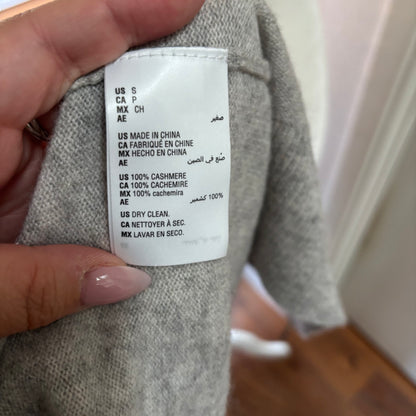 US S
CA P
MX CH
AE صغير
US MADE IN CHINA
CA FABRIQUÉ EN CHINE
MX HECHO EN CHINA
AE صنع في الصين
US 100% CASHMERE
CA 100% CACHEMIRE
MX 100% cachemira
AE 100% كشمير
US DRY CLEAN.
CA NETTOYER À SEC.
MX LAVAR EN SECO.
AE